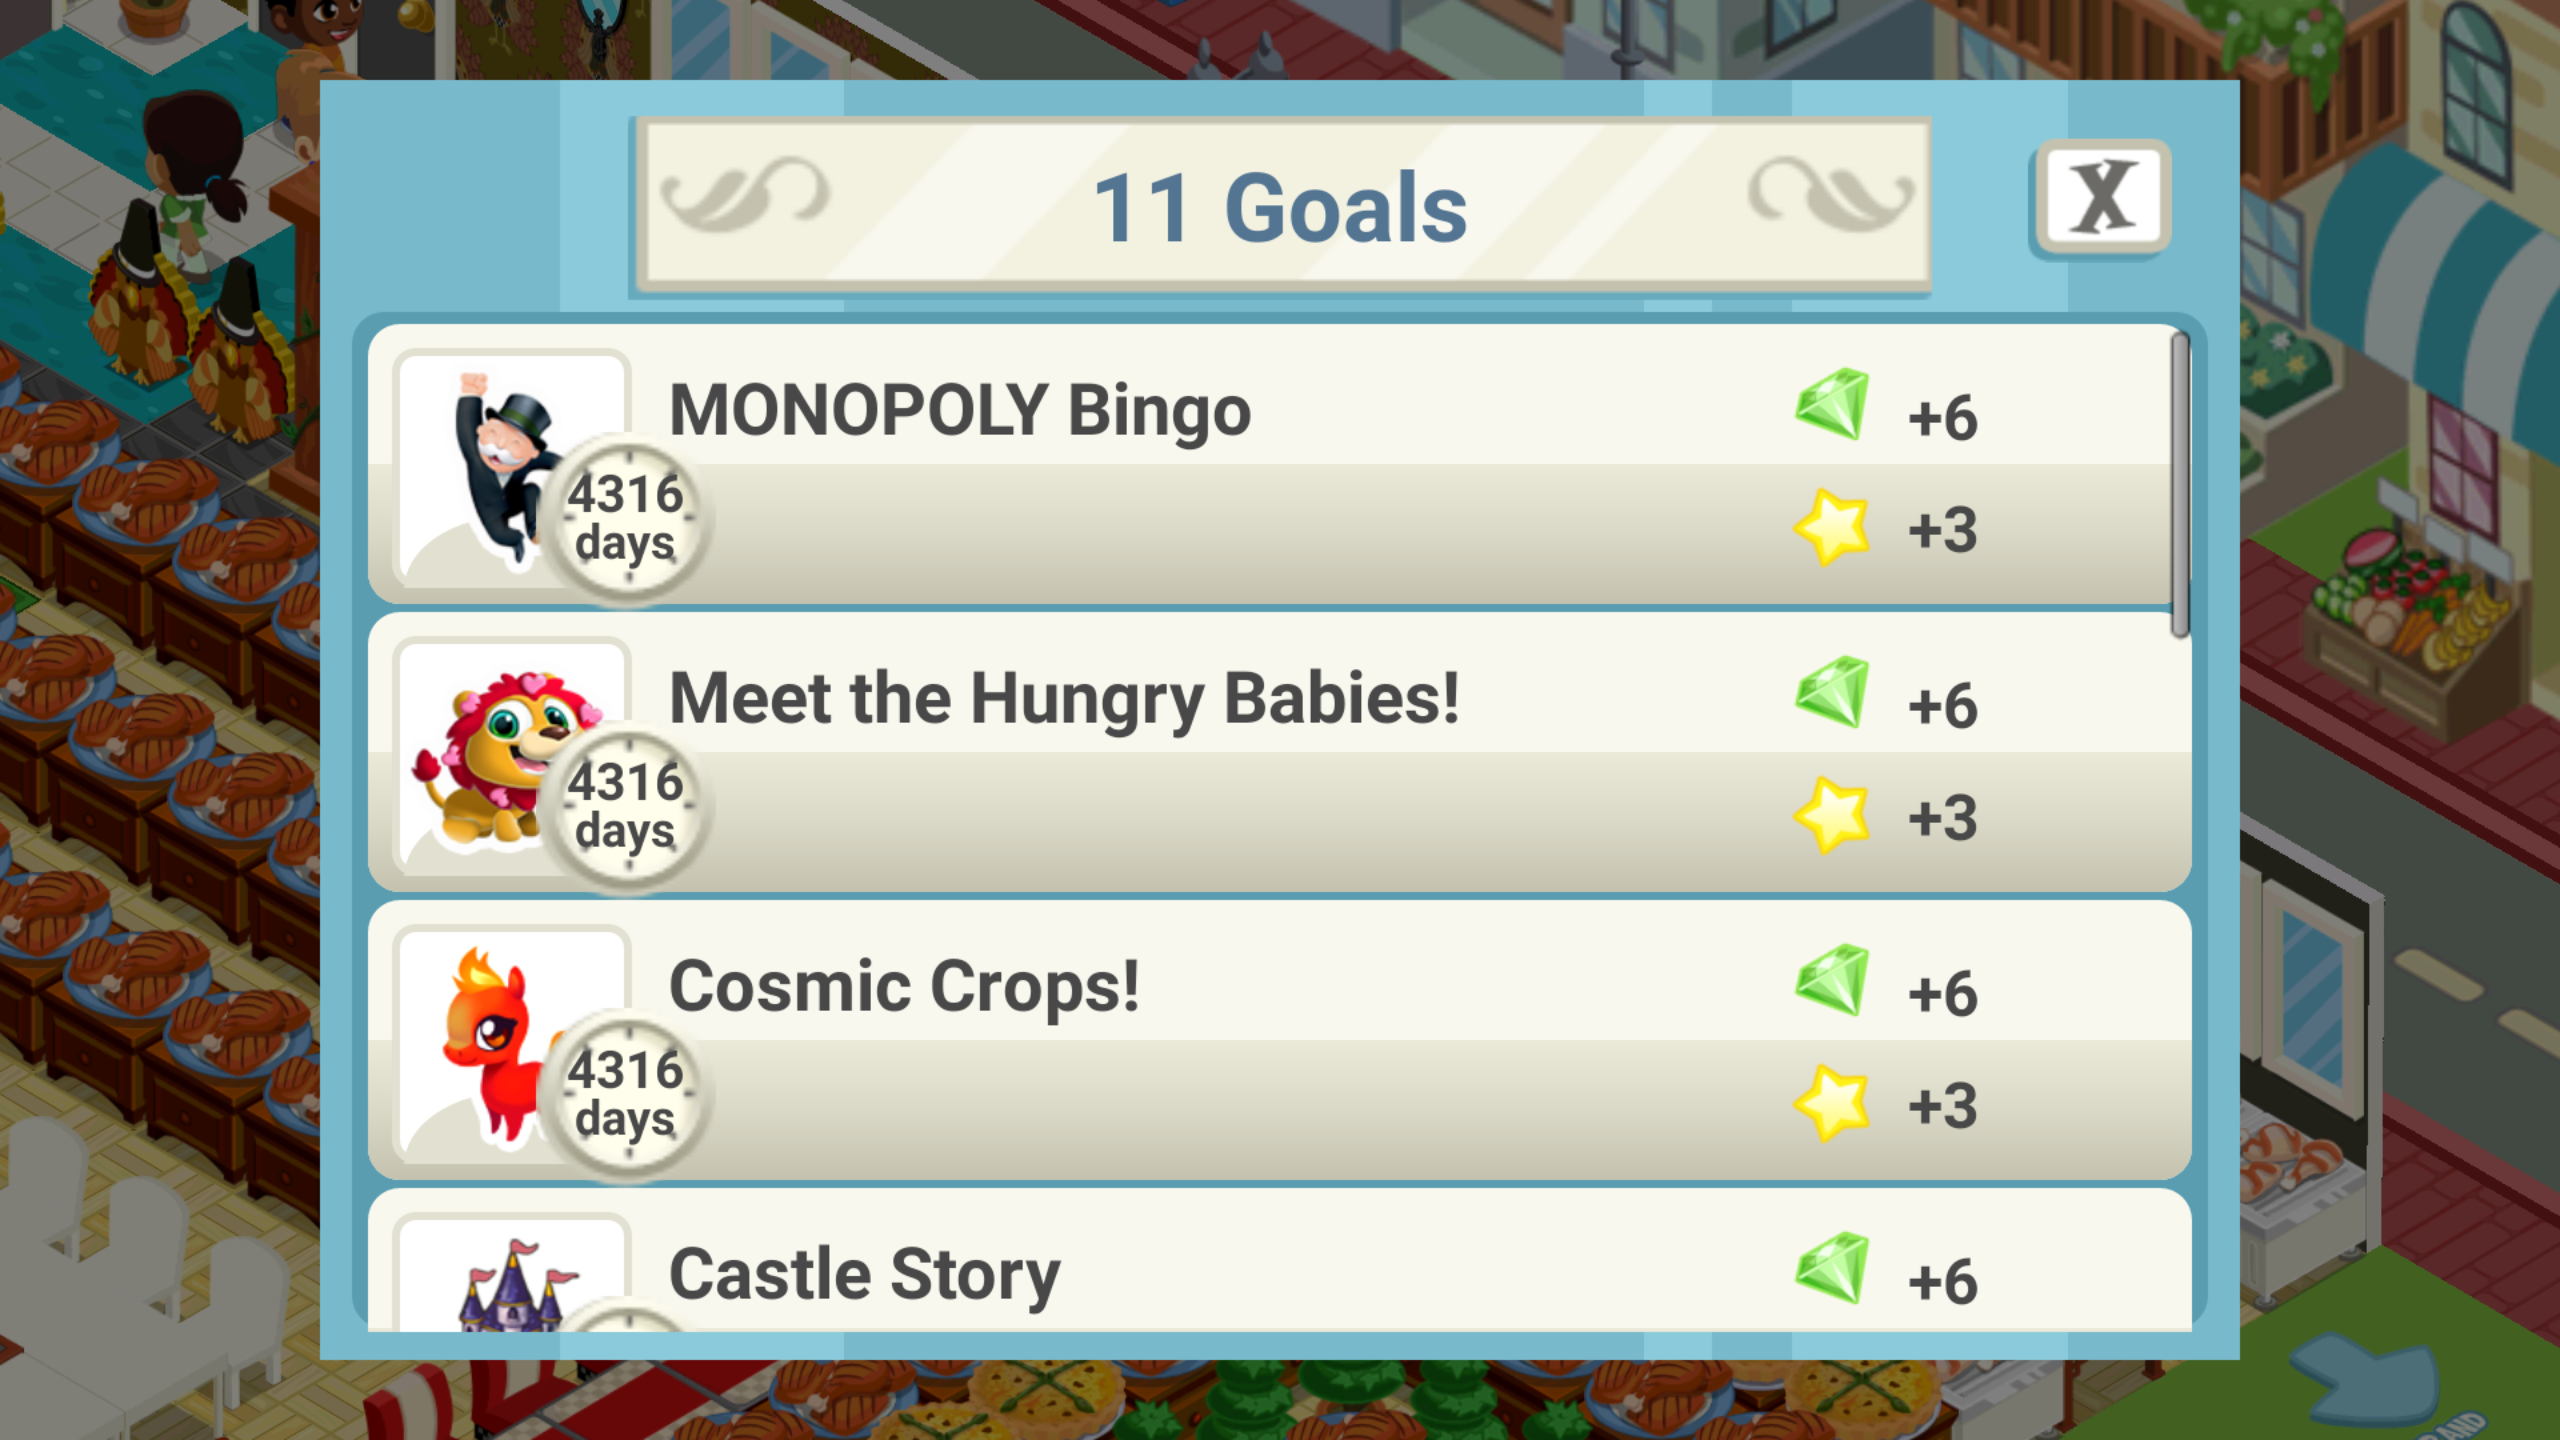 11 Goals
X
MONOPOLY Bingo
+6
4316
days
+3
Meet the Hungry Babies!
+6
4316
days
+3
Cosmic Crops!
+6
4316
days
+3
Castle Story
+6